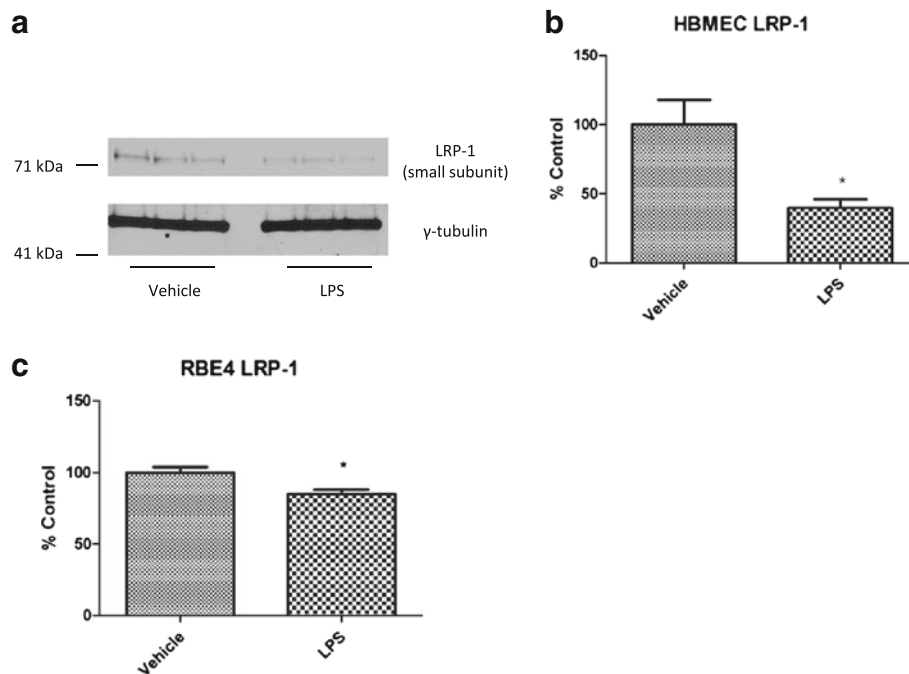 a
71 kDa
LRP-1
(small subunit)
γ-tubulin
41 kDa
Vehicle
LPS
b
HBMEC LRP-1
150
100
50
0
% Control
*
Vehicle
LPS
c
RBE4 LRP-1
150
100
50
0
% Control
*
Vehicle
LPS